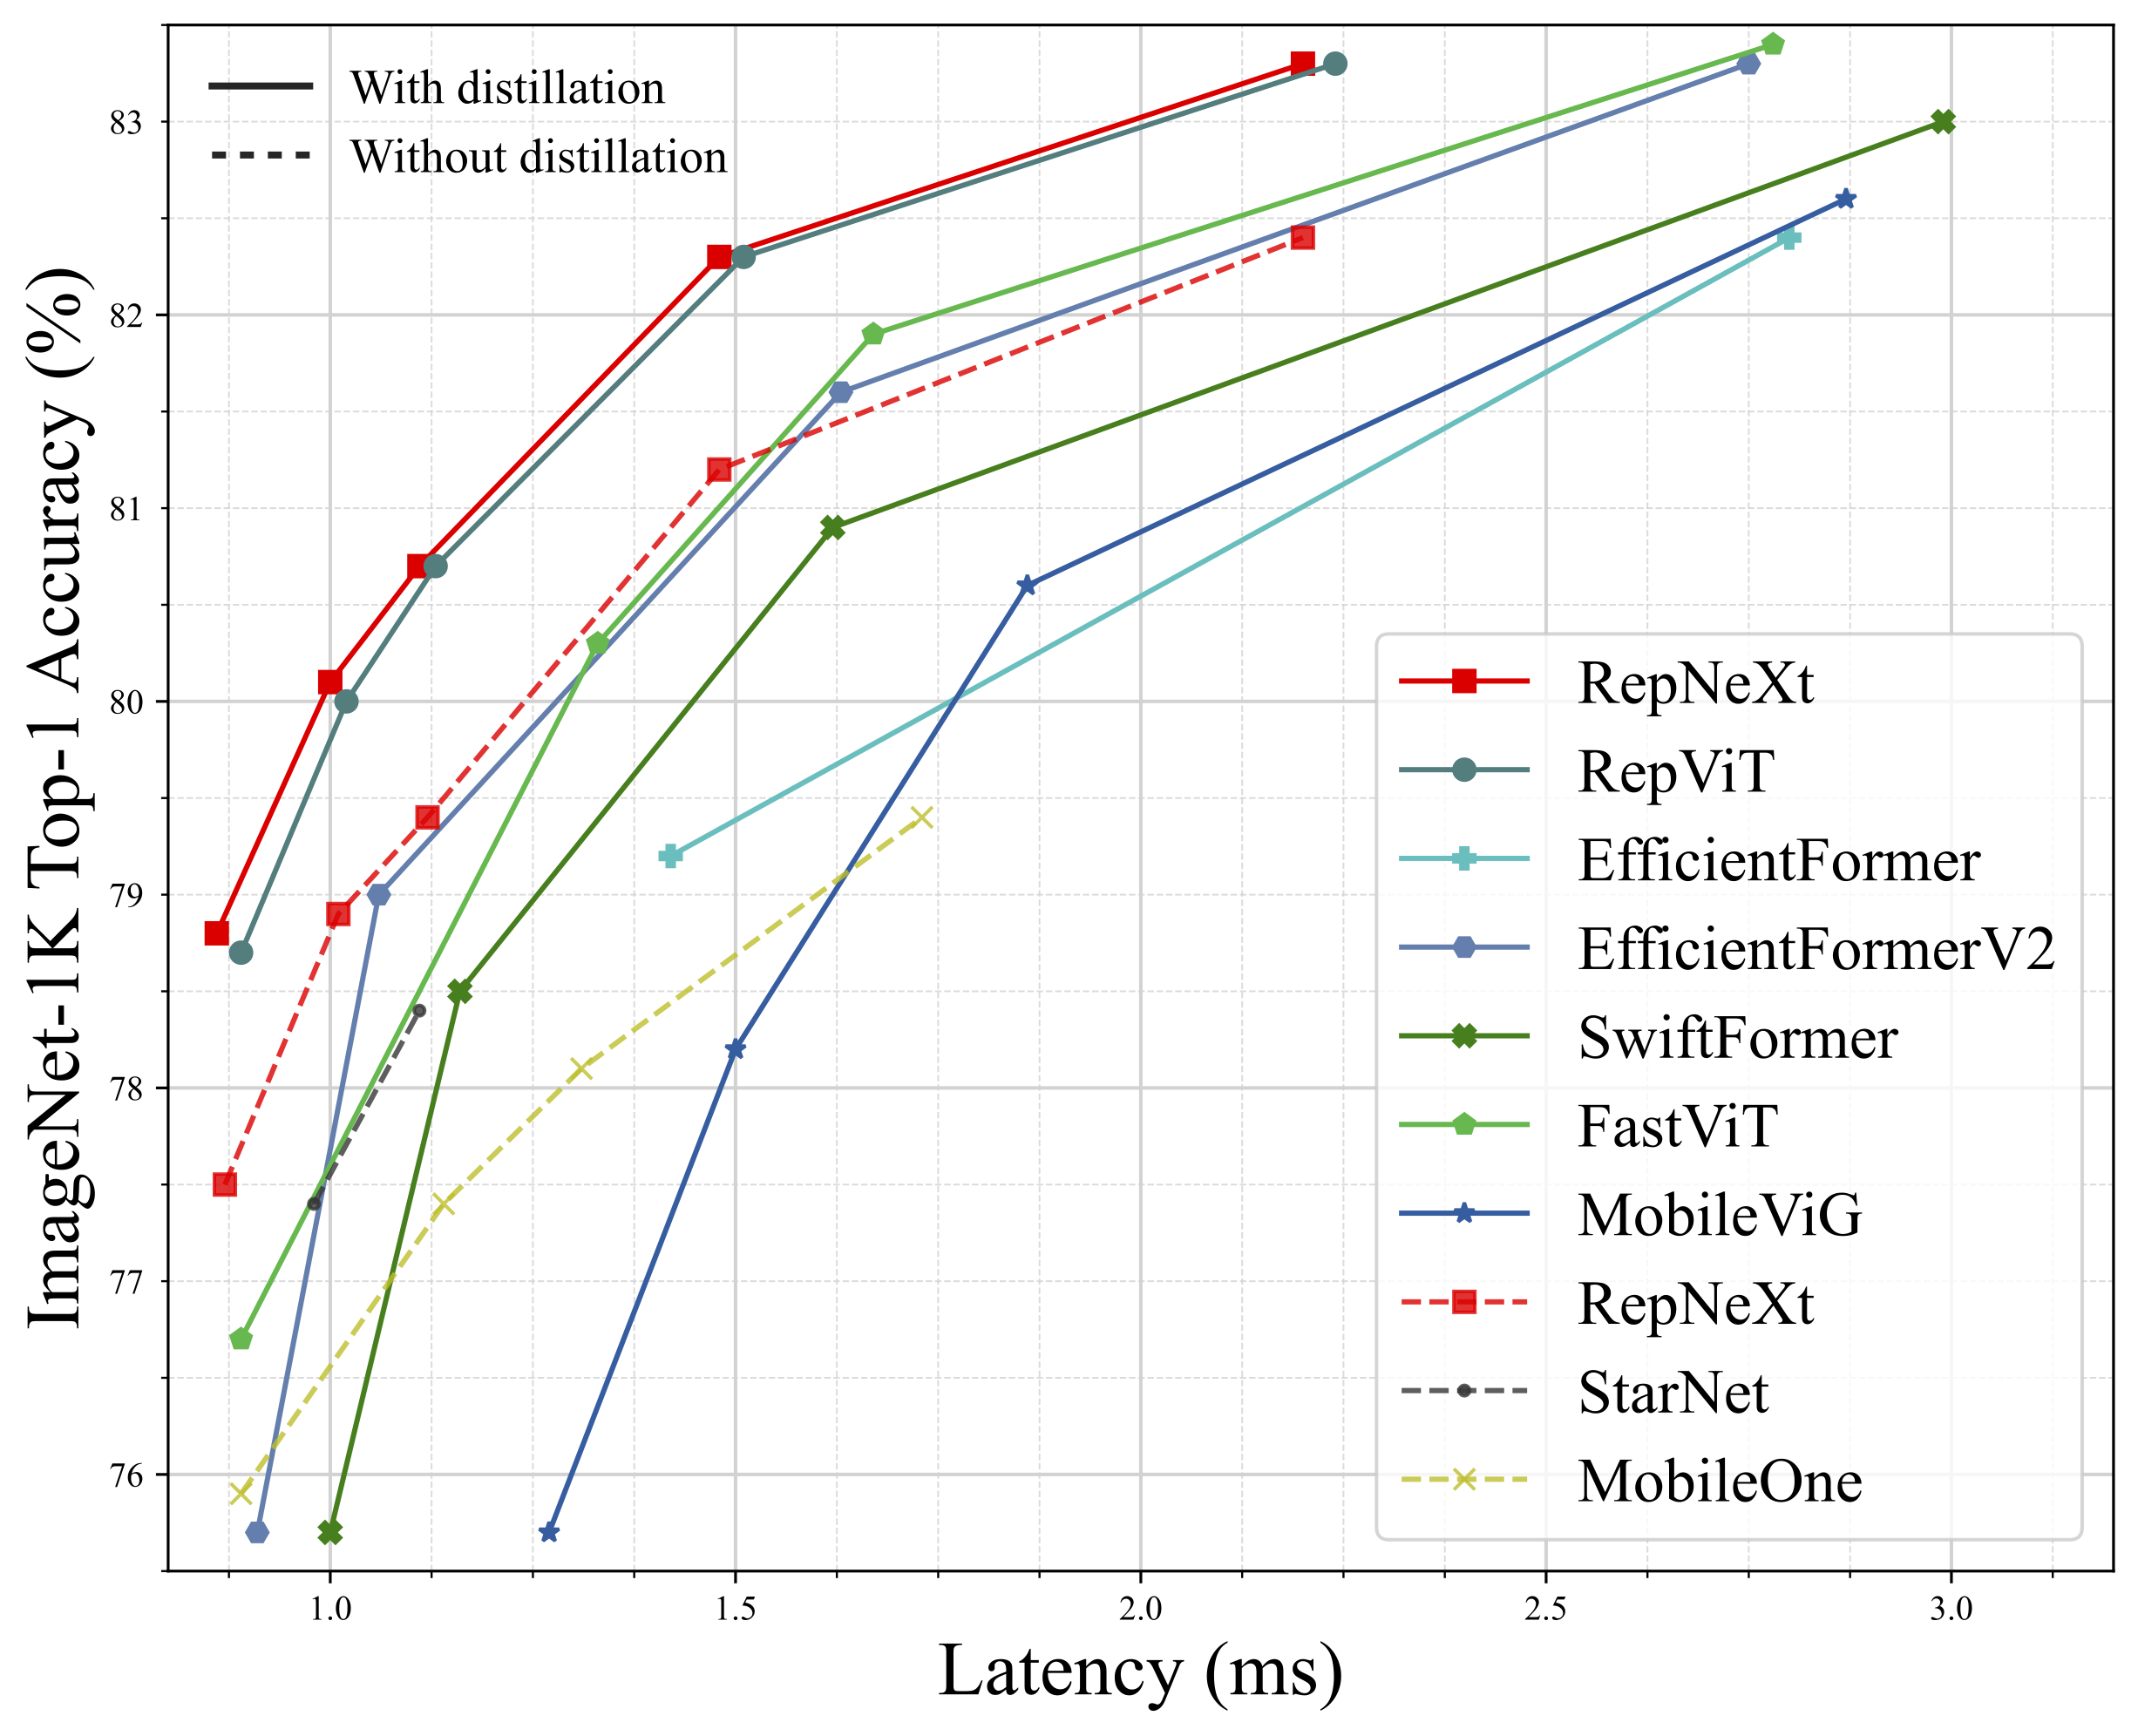 With distillation
Without distillation
ImageNet-1K Top-1 Accuracy (%)
83
82
81
80
79
78
77
76
RepNeXt
RepViT
EfficientFormer
EfficientFormerV2
SwiftFormer
FastViT
MobileViG
RepNeXt
StarNet
MobileOne
1.0 1.5 2.0 2.5 3.0
Latency (ms)